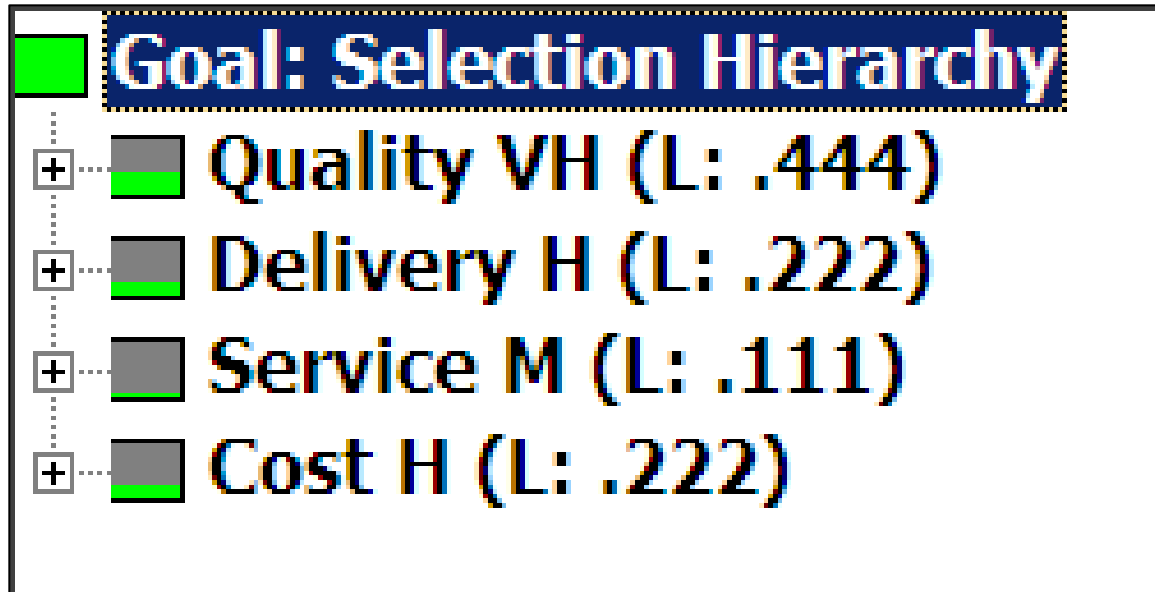 Goal: Selection Hierarchy
Quality VH (L: .444)
Delivery H (L: .222)
Service M (L: .111)
Cost H (L: .222)